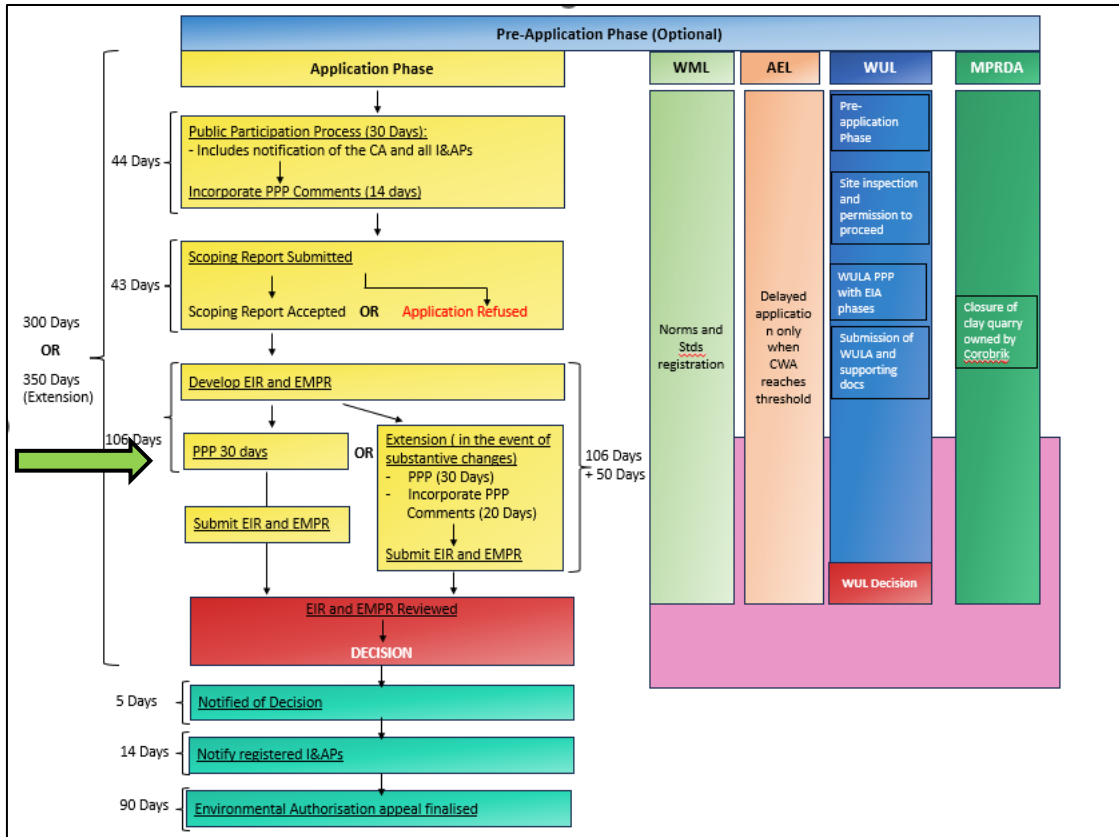 Pre-Application Phase (Optional)
Application Phase
Public Participation Process (30 Days):
- Includes notification of the CA and all I&APs
Incorporate PPP Comments (14 days)
44 Days
Scoping Report Submitted
Scoping Report Accepted OR Application Refused
43 Days
300 Days
OR
350 Days
(Extension)
Develop EIR and EMPR
106 Days
PPP 30 days
OR
Extension ( in the event of
substantive changes)
- PPP (30 Days)
- Incorporate PPP
Comments (20 Days)
Submit EIR and EMPR
106 Days
+ 50 Days
Submit EIR and EMPR
EIR and EMPR Reviewed
DECISION
5 Days
Notified of Decision
14 Days
Notify registered I&APs
90 Days
Environmental Authorisation appeal finalised
WML
Norms and
Stds
registration
AEL
Delayed
applicatio
n only
when
CWA
reaches
threshold
WUL
Pre-
application
Phase
Site inspection
and
permission to
proceed
WULA PPP
with EIA
phases
Submission of
WULA and
supporting
docs
WUL Decision
MPRDA
Closure of
clay quarry
owned by
Corobrik